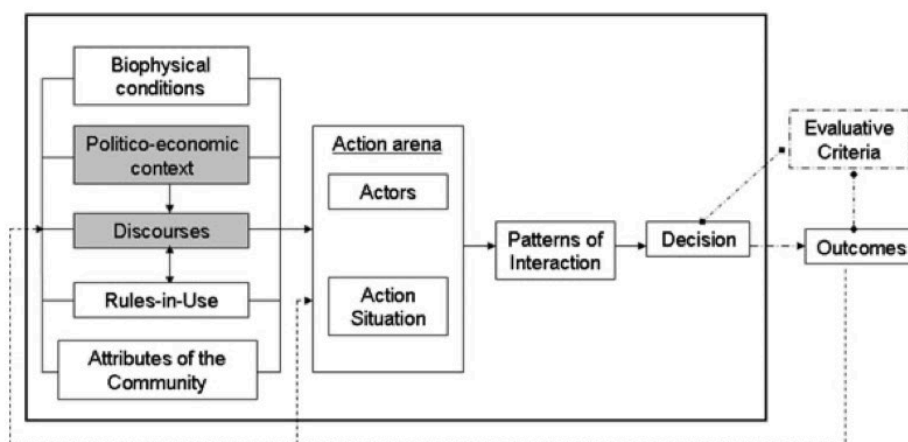 Biophysical
conditions
Politico-economic
context
Discourses
Rules-in-Use
Attributes of the
Community
Action arena
Actors
Action
Situation
Patterns of
Interaction
Decision
Evaluative
Criteria
Outcomes